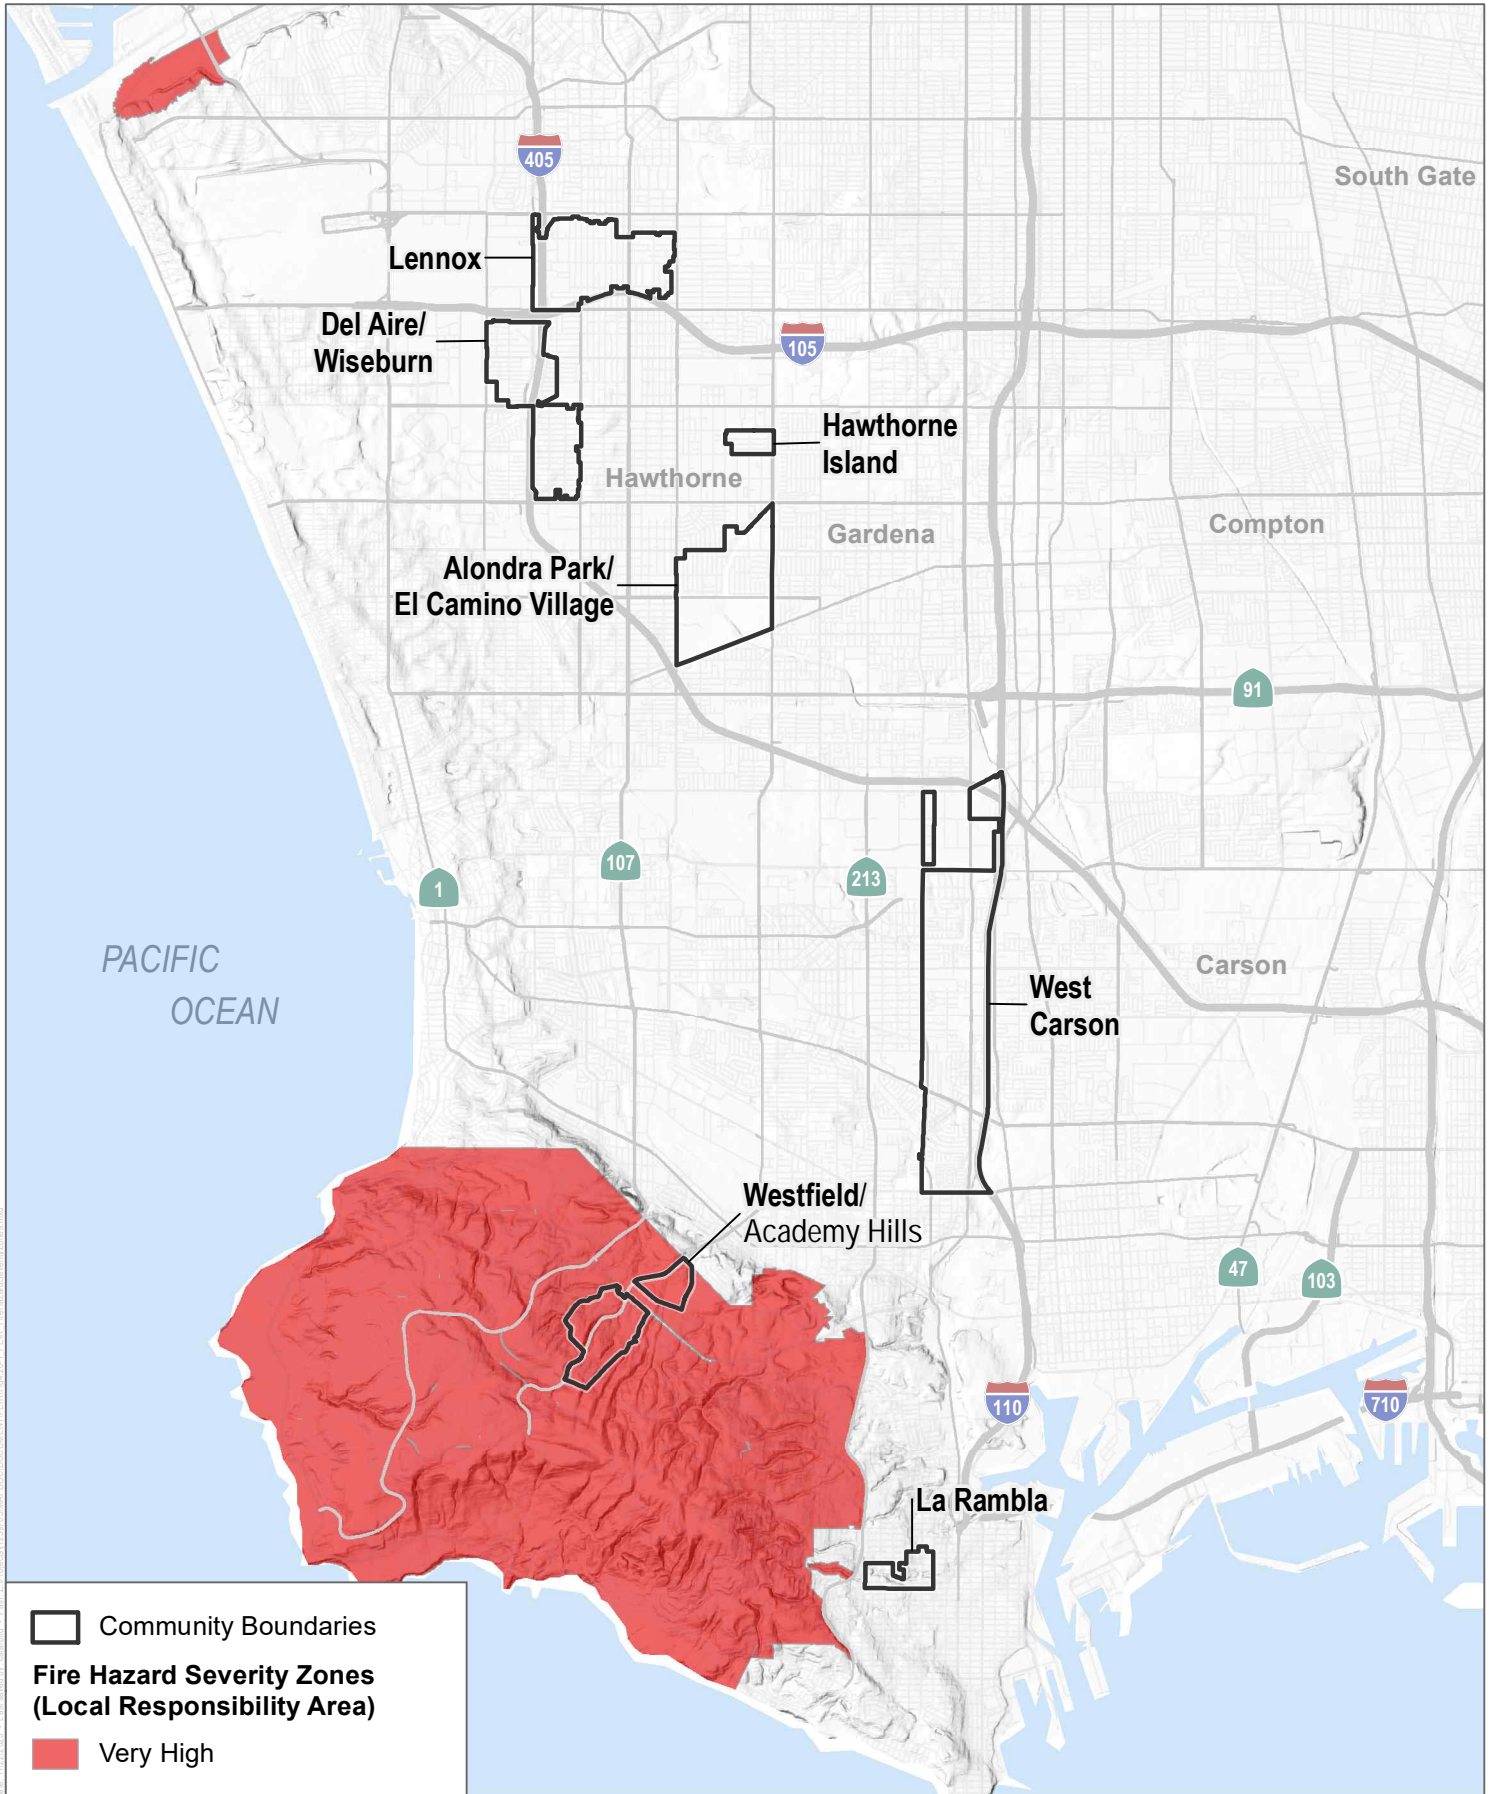 405
South Gate
Lennox
Del Aire/
Wiseburn
105
Hawthorne
Island
Hawthorne
Gardena
Compton
Alondra Park/
El Camino Village
91
107
213
1
PACIFIC
OCEAN
Carson
West
Carson
Westfield/
Academy Hills
47
103
110
710
La Rambla
Community Boundaries
Fire Hazard Severity Zones
(Local Responsibility Area)
Very High